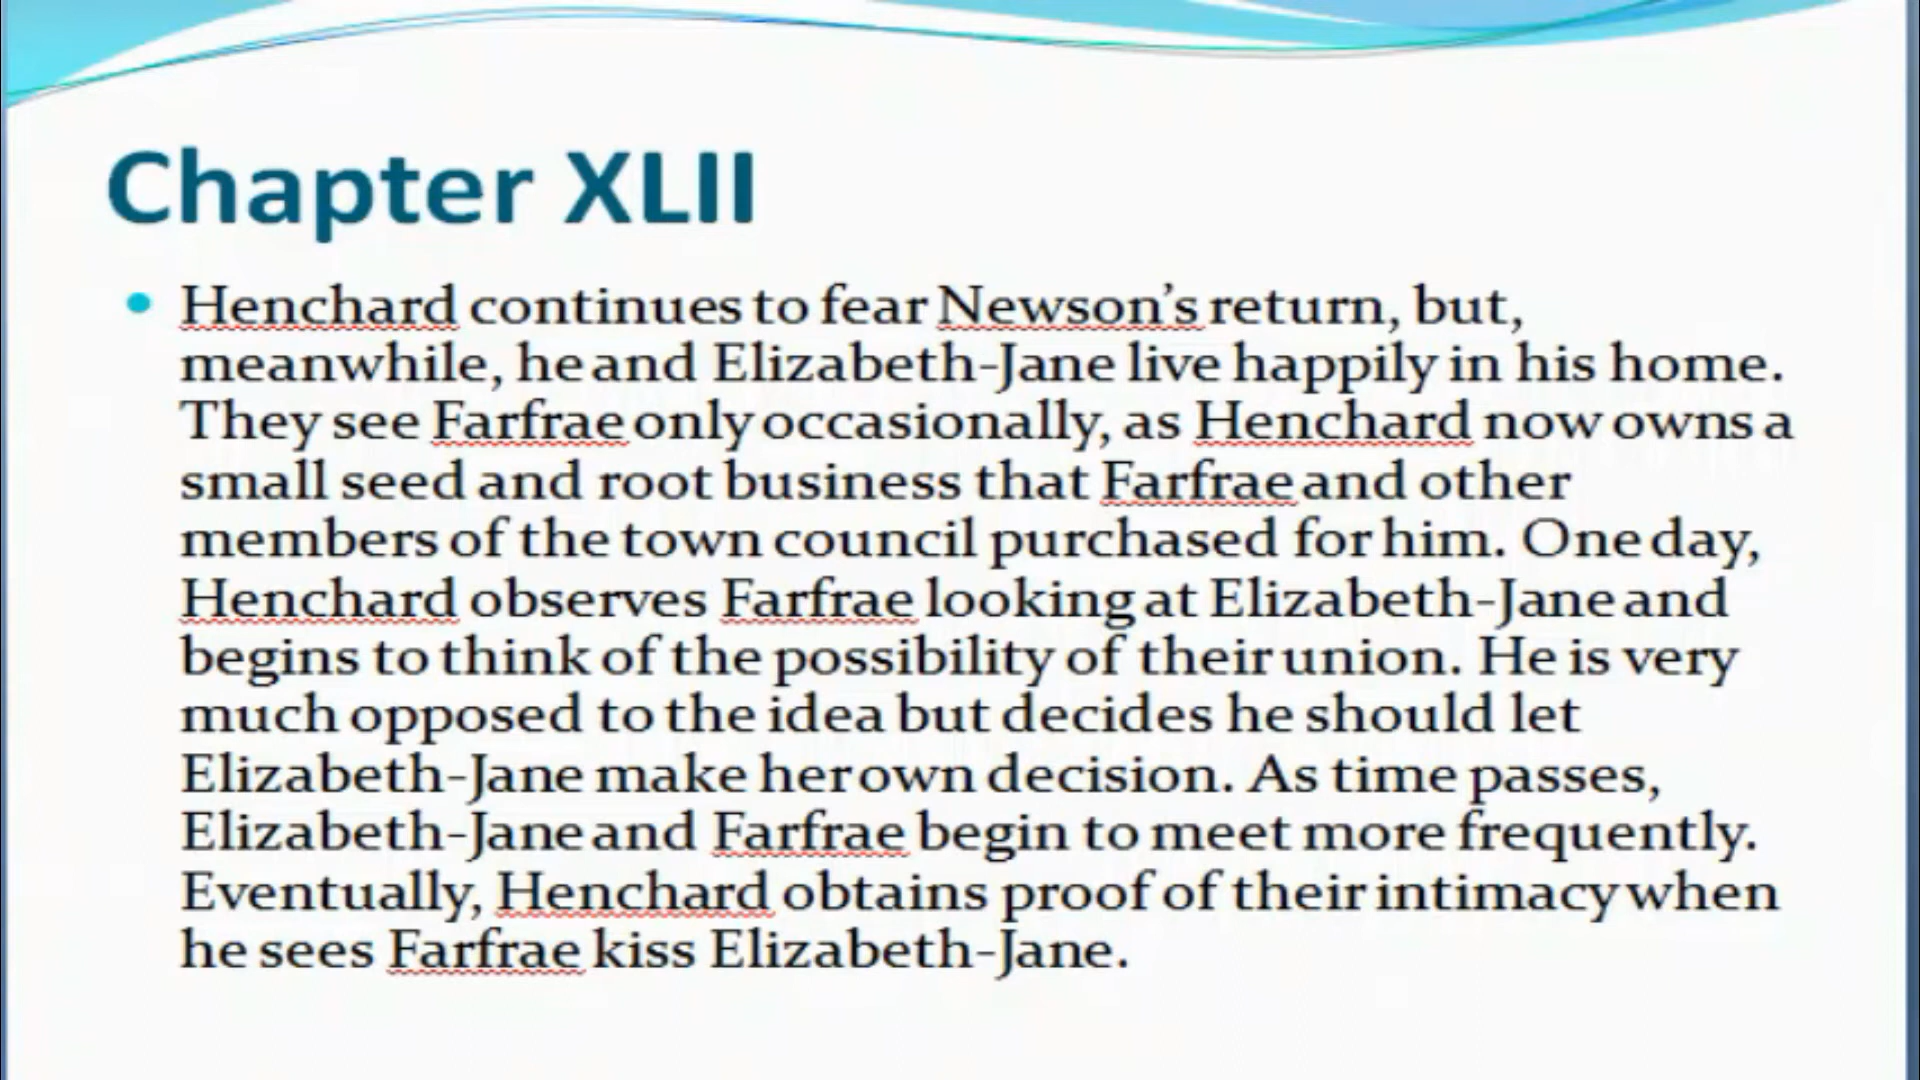 Chapter XLII
• Henchard continues to fear Newson’s return, but,
meanwhile, he and Elizabeth-Jane live happily in his home.
They see Farfrae only occasionally, as Henchard now owns a
small seed and root business that Farfrae and other
members of the town council purchased for him. One day,
Henchard observes Farfrae looking at Elizabeth-Jane and
begins to think of the possibility of their union. He is very
much opposed to the idea but decides he should let
Elizabeth-Jane make her own decision. As time passes,
Elizabeth-Jane and Farfrae begin to meet more frequently.
Eventually, Henchard obtains proof of their intimacy when
he sees Farfrae kiss Elizabeth-Jane.